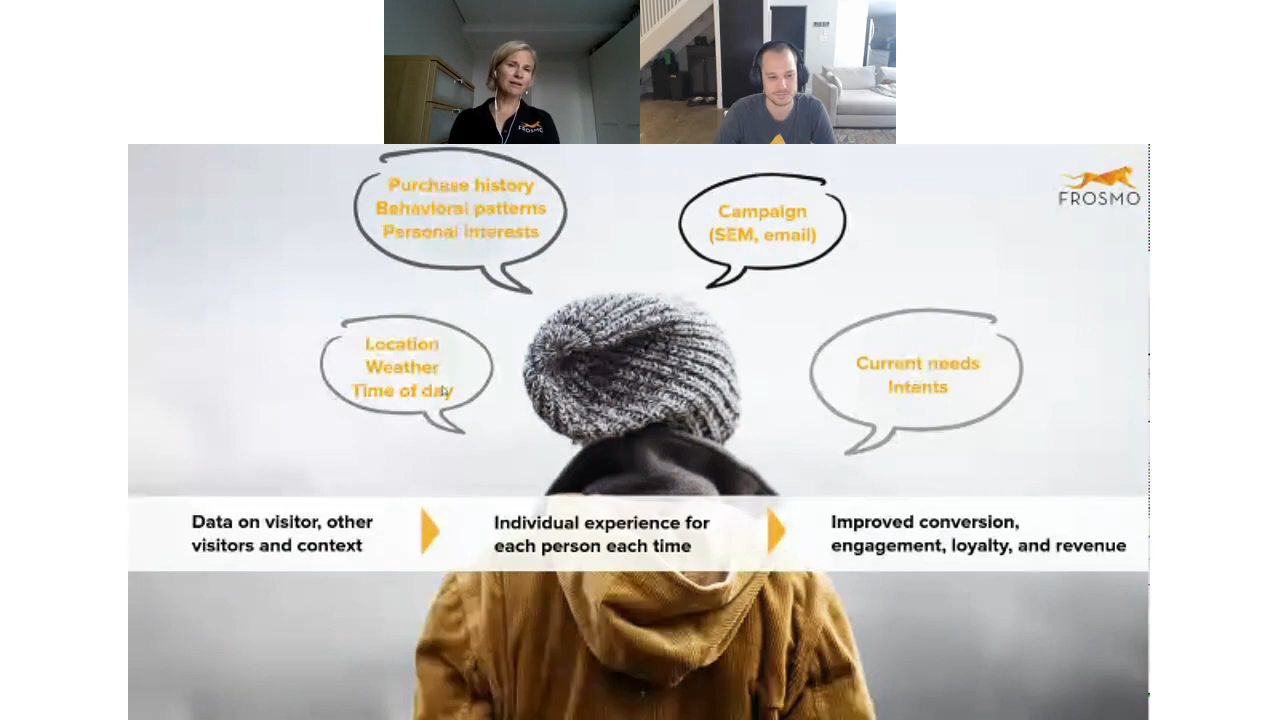 FROSMO
Purchase history
Behavioral patterns
Personal interests
Campaign
(SEM, email)
FROSMO
Location
Weather
Time of day
Current needs
Intents
Data on visitor, other
visitors and context
Individual experience for
each person each time
Improved conversion,
engagement, loyalty, and revenue